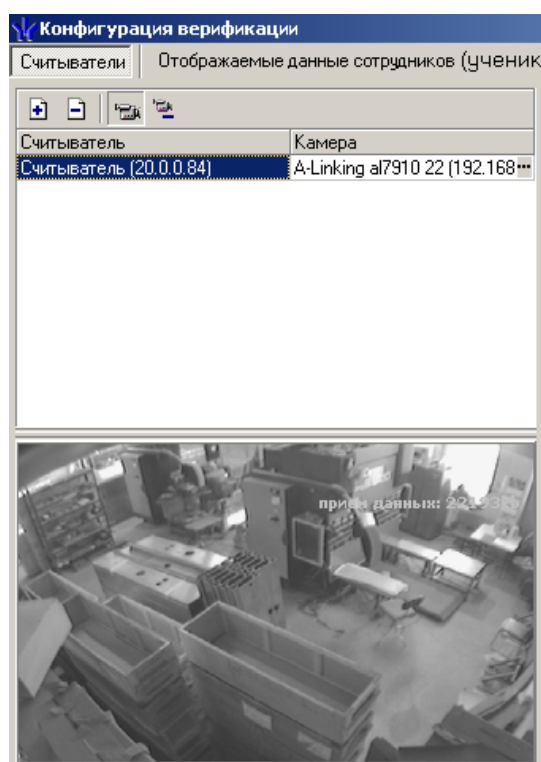 Конфигурация верификации
Считыватели Отображаемые данные сотрудников (ученик
Считыватель Камера
Считыватель (20.0.0.84) A-Linking al7910 22 (192.168 ...
прием данных: